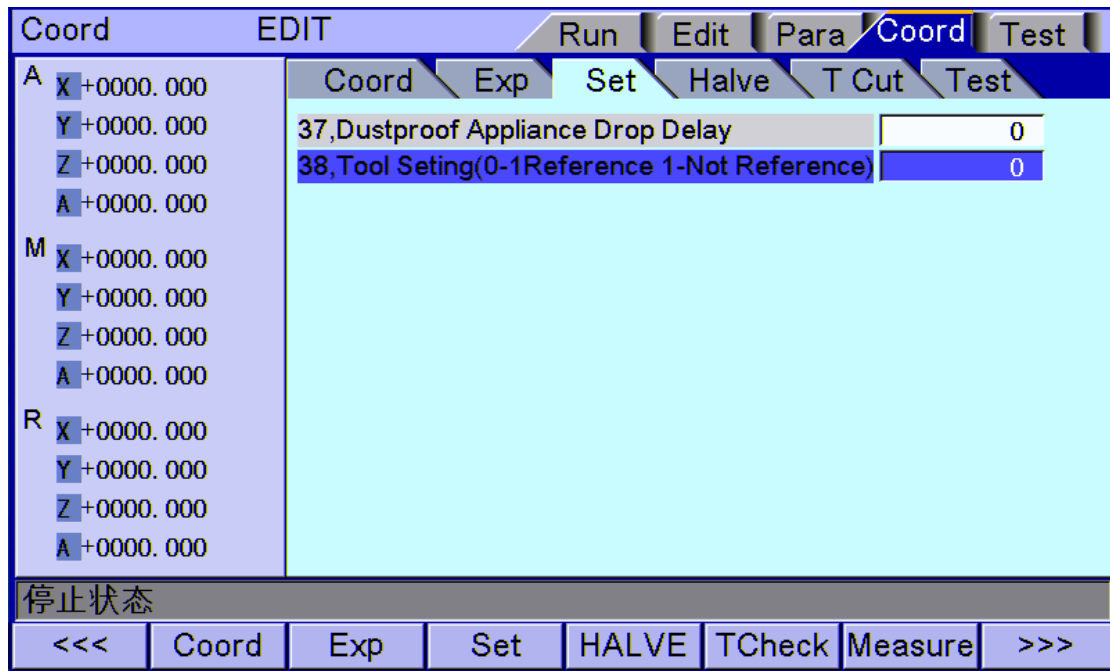 Coord EDIT Run Edit Para Coord Test
Coord Exp Set Halve T Cut Test
A X +0000.000
Y +0000.000
Z +0000.000
A +0000.000
M X +0000.000
Y +0000.000
Z +0000.000
A +0000.000
R X +0000.000
Y +0000.000
Z +0000.000
A +0000.000
37,Dustproof Appliance Drop Delay 0
38,Tool Seting(0-1Reference 1-Not Reference) 0
停止状态
<<< Coord Exp Set HALVE TCheck Measure >>>